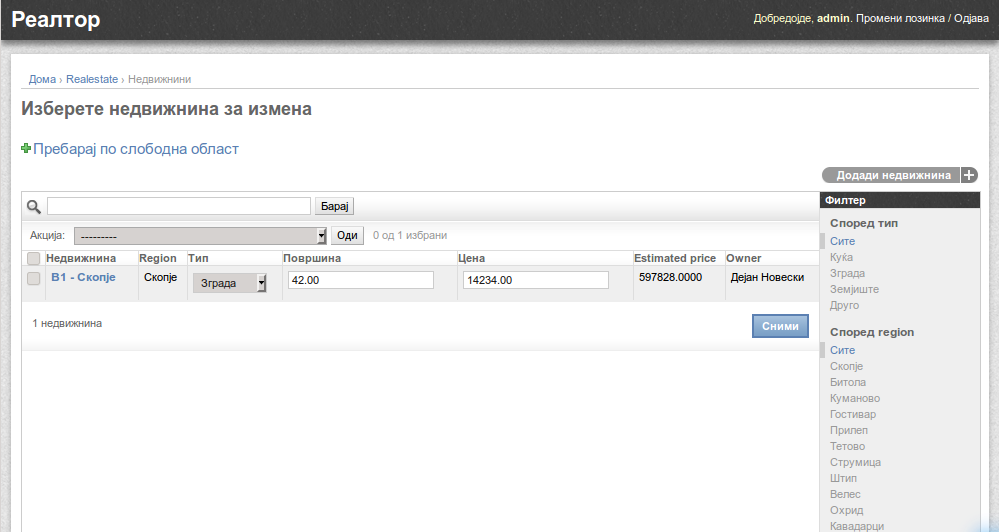 Реалтор
Добредојде, admin. Промени лозинка / Одјава
Дома › Realestate › Недвижнини
Изберете недвижнина за измена
Пребарај по слободна област
Додади недвижнина
Барај
Акција: --------- Оди 0 од 1 избрани
Недвижнина Region Тип Површина Цена Estimated price Owner
B1 - Скопје Скопје Зграда 42.00 14234.00 597828.0000 Дејан Новески
1 недвижнина
Сними
Филтер
Според тип
Сите
Куќа
Зграда
Земјиште
Друго
Според region
Сите
Скопје
Битола
Куманово
Гостивар
Прилеп
Тетово
Струмица
Штип
Велес
Охрид
Кавадарци